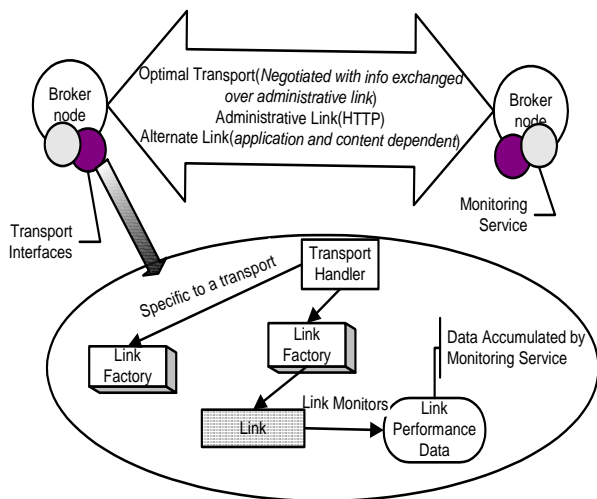 Optimal Transport(Negotiated with info exchanged
over administrative link)
Administrative Link(HTTP)
Alternate Link(application and content dependent)
Broker
node
Broker
node
Transport
Interfaces
Monitoring
Service
Specific to a transport
Transport
Handler
Link
Factory
Link
Factory
Data Accumulated by
Monitoring Service
Link
Link Monitors
Link
Performance
Data